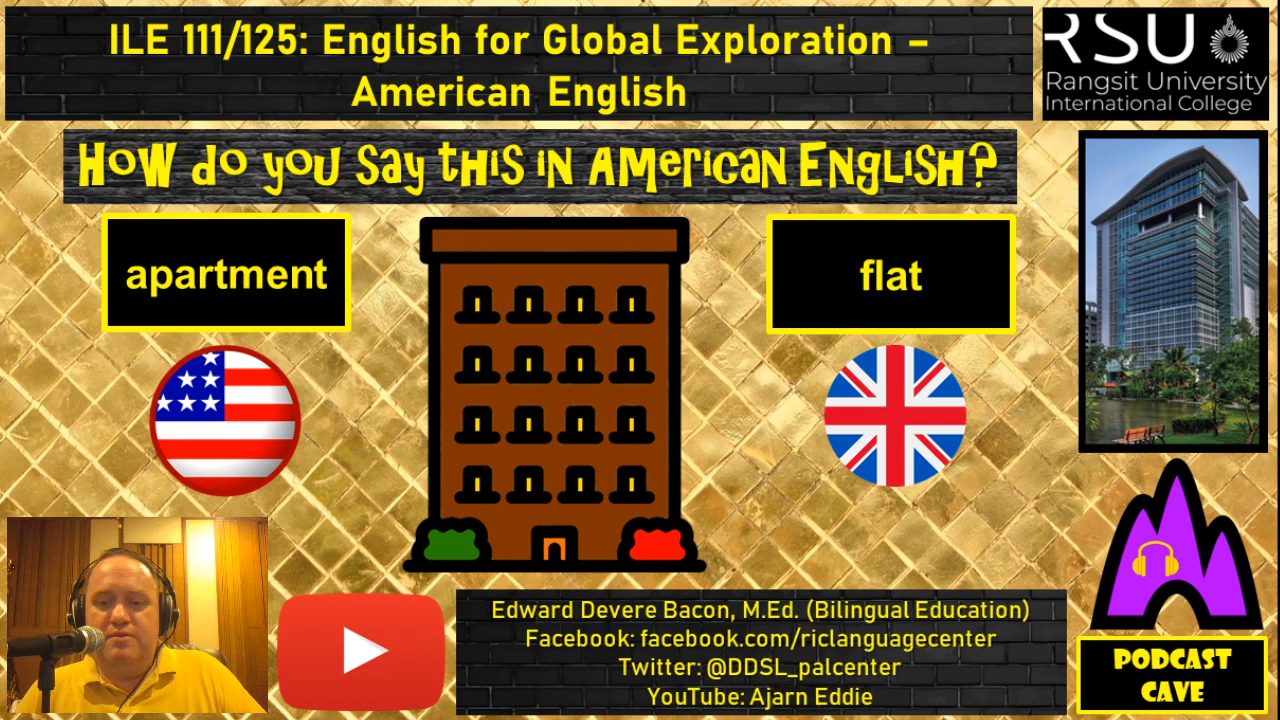 ILE 111/125: English for Global Exploration –
American English
RSU
Rangsit University
International College
How do you say this in American English?
apartment
flat
Edward Devere Bacon, M.Ed. (Bilingual Education)
Facebook: facebook.com/riclanguagecenter
Twitter: @DDSL_palcenter
YouTube: Ajarn Eddie
PODCAST
CAVE